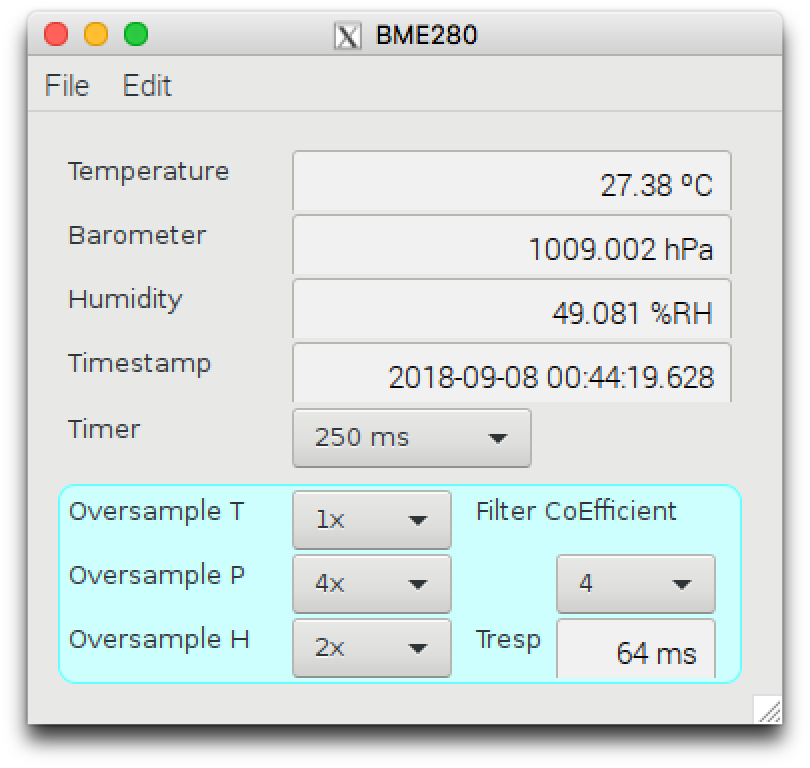 BME280
File Edit
Temperature 27.38 ºC
Barometer 1009.002 hPa
Humidity 49.081 %RH
Timestamp 2018-09-08 00:44:19.628
Timer 250 ms
Oversample T 1x Filter CoEfficient
Oversample P 4x 4
Oversample H 2x Tresp 64 ms